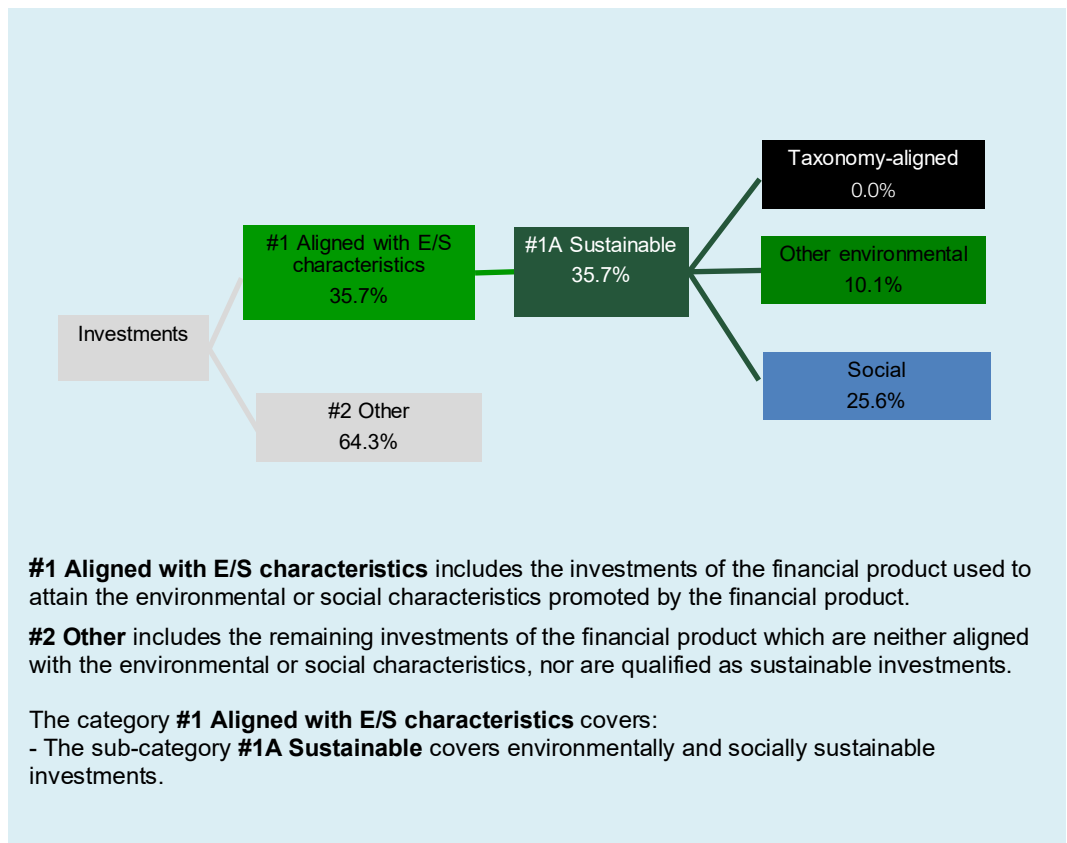 Taxonomy-aligned
0.0%
#1 Aligned with E/S
characteristics
35.7%
#1A Sustainable
35.7%
Other environmental
10.1%
Investments
Social
25.6%
#2 Other
64.3%
#1 Aligned with E/S characteristics includes the investments of the financial product used to
attain the environmental or social characteristics promoted by the financial product.
#2 Other includes the remaining investments of the financial product which are neither aligned
with the environmental or social characteristics, nor are qualified as sustainable investments.
The category #1 Aligned with E/S characteristics covers:
- The sub-category #1A Sustainable covers environmentally and socially sustainable
investments.